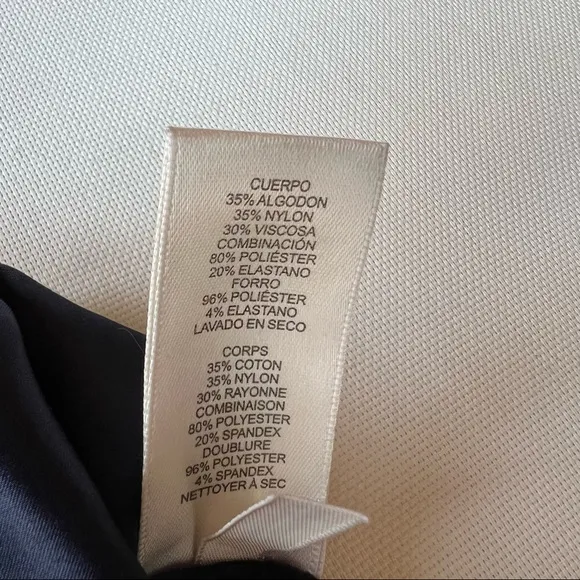 CUERPO
35% ALGODON
35% NYLON
30% VISCOSA
COMBINACIÓN
80% POLIÉSTER
20% ELASTANO
FORRO
96% POLIÉSTER
4% ELASTANO
LAVADO EN SECO
CORPS
35% COTON
35% NYLON
30% RAYONNE
COMBINAISON
80% POLYESTER
20% SPANDEX
DOUBLURE
96% POLYESTER
4% SPANDEX
NETTOYER À SEC